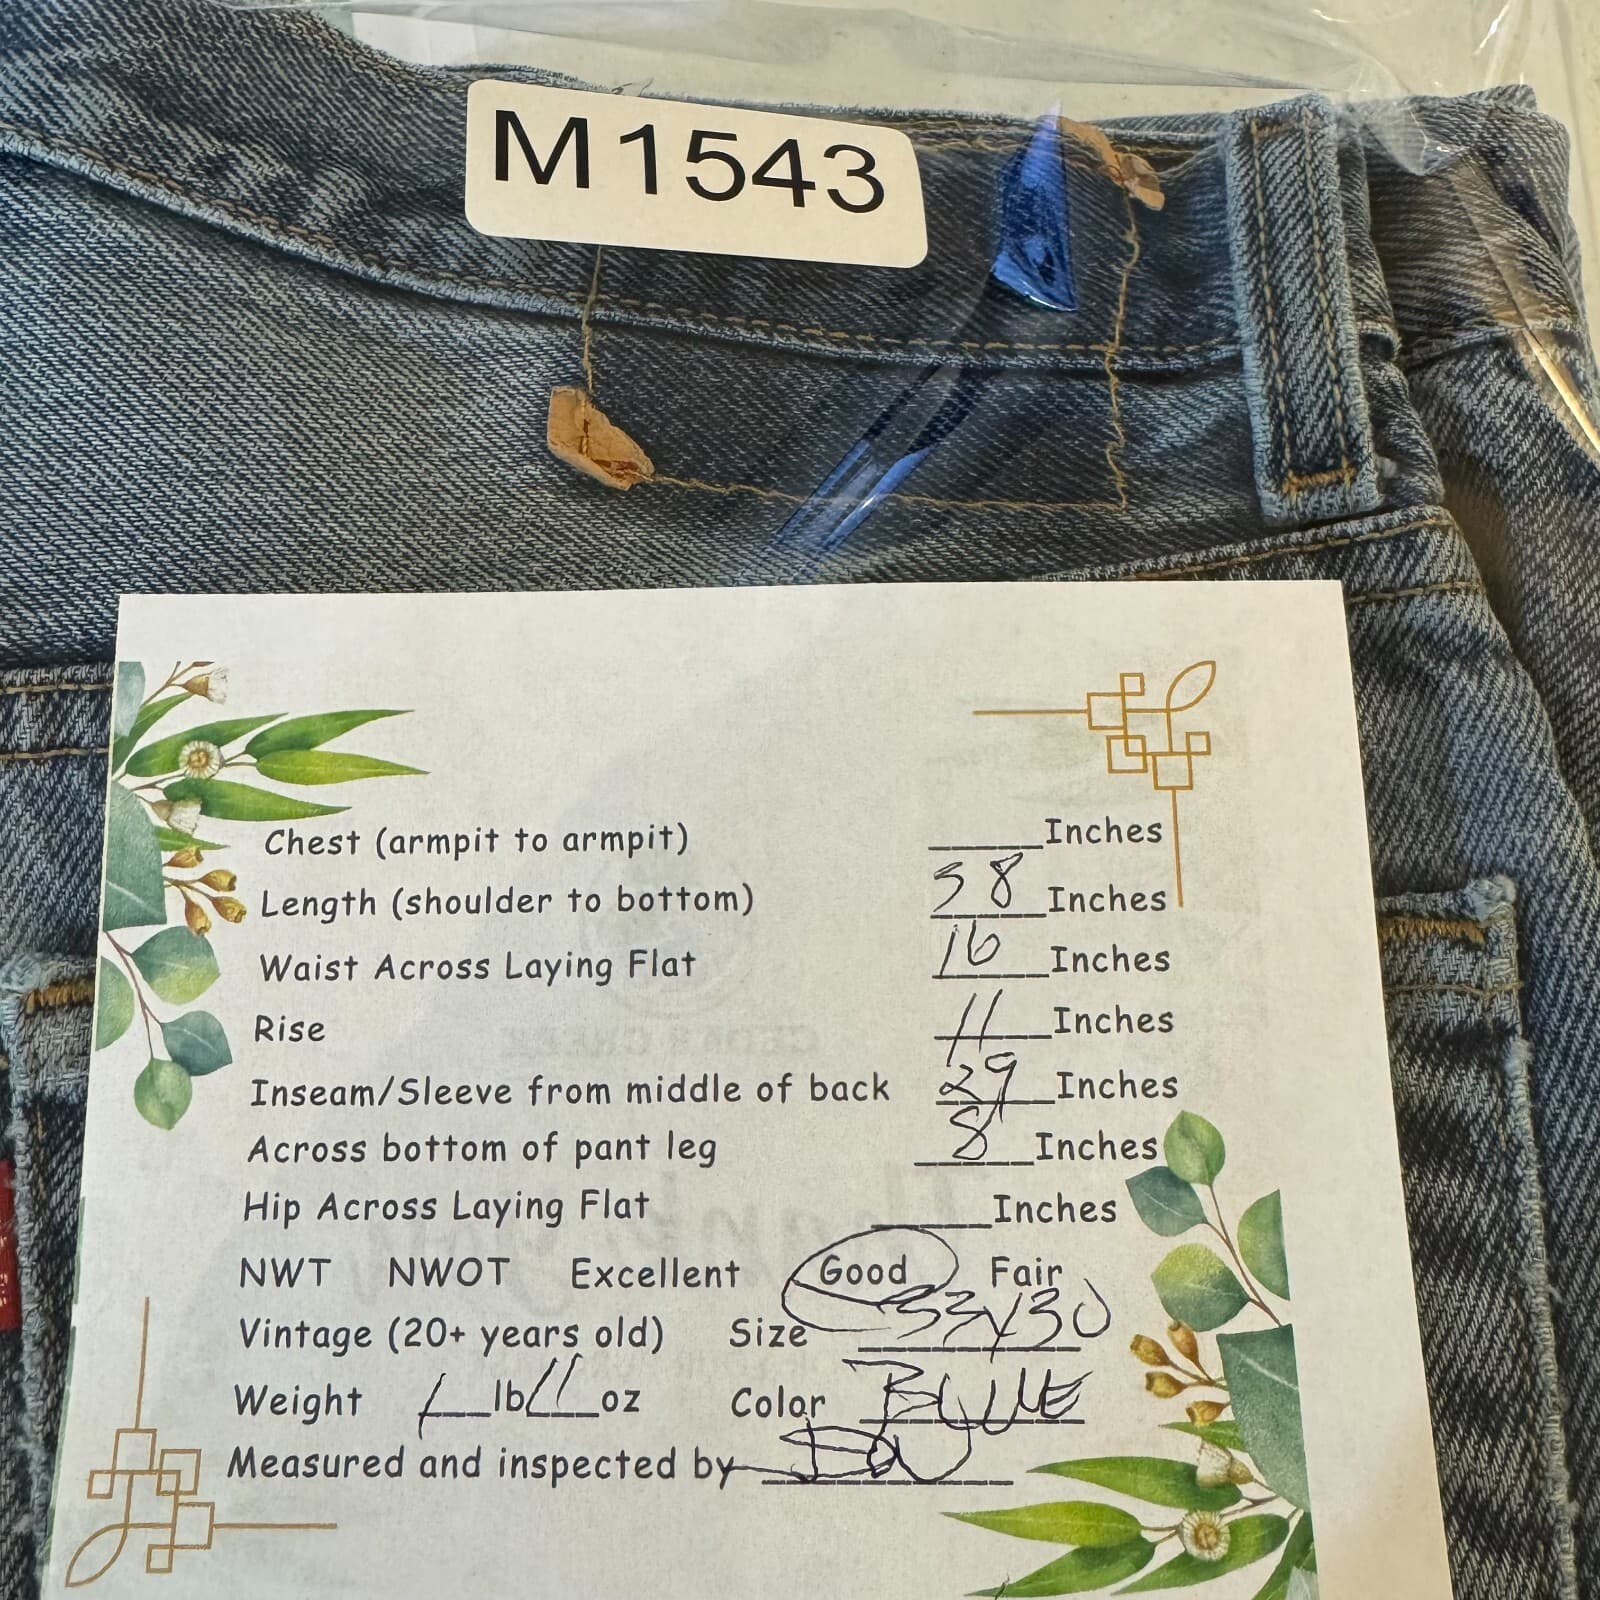 M1543
Chest (armpit to armpit) ____Inches
Length (shoulder to bottom) 38 Inches
Waist Across Laying Flat 16 Inches
Rise 11 Inches
Inseam/Sleeve from middle of back 29 Inches
Across bottom of pant leg 8 Inches
Hip Across Laying Flat ____Inches
NWT NWOT Excellent Good Fair
Vintage (20+ years old) Size 33x30
Weight 1 lb 11 oz Color BLUE
Measured and inspected by